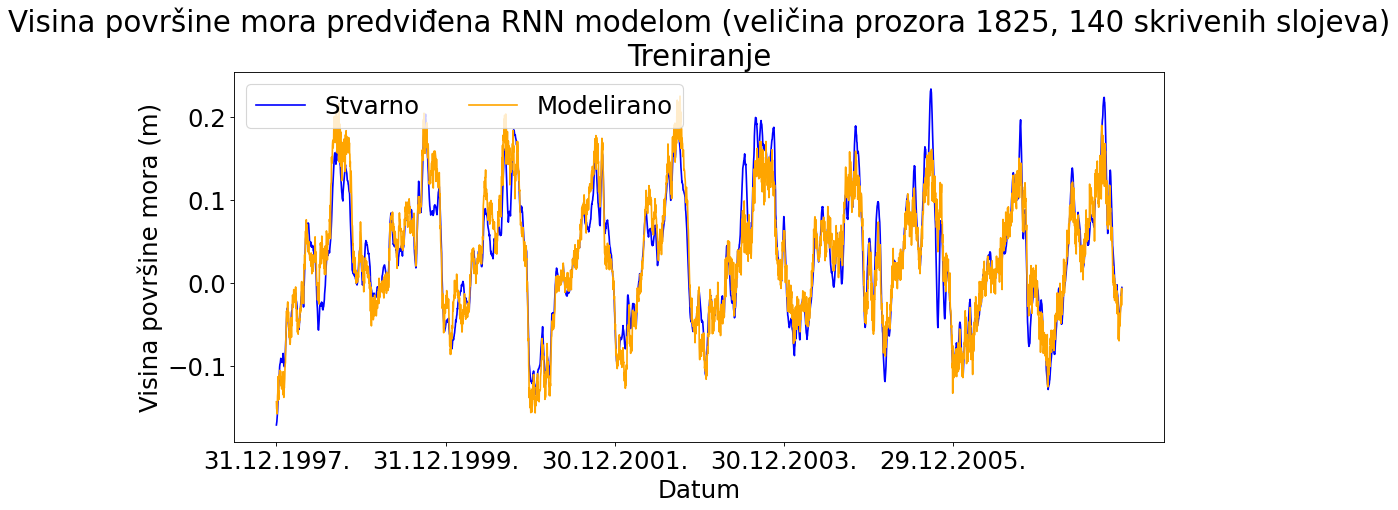 Visina površine mora predviđena RNN modelom (veličina prozora 1825, 140 skrivenih slojeva)
Treniranje
Stvarno Modelirano
Visina površine mora (m)
0.2
0.1
0.0
−0.1
31.12.1997. 31.12.1999. 30.12.2001. 30.12.2003. 29.12.2005.
Datum